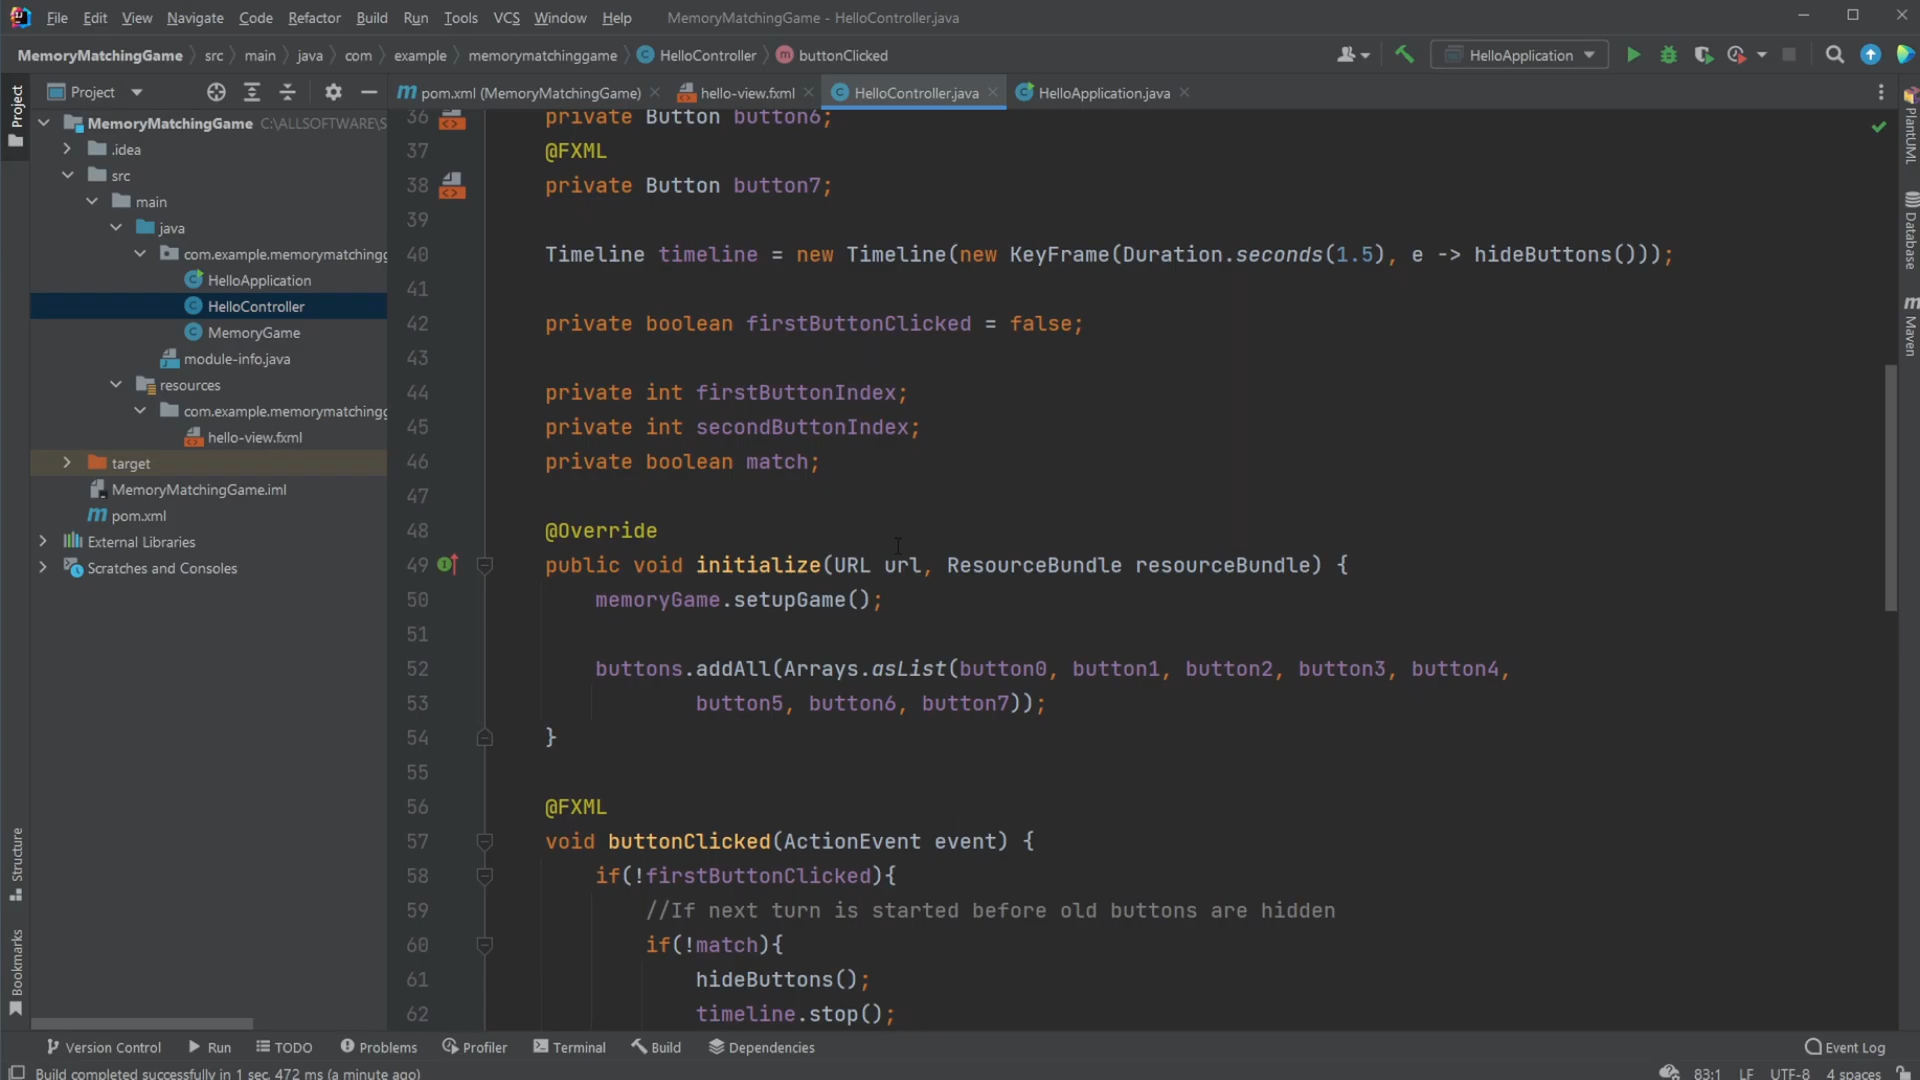 File Edit View Navigate Code Refactor Build Run Tools VCS Window Help MemoryMatchingGame - HelloController.java
MemoryMatchingGame src main java com example memorymatchinggame HelloController buttonClicked HelloApplication
Project
pom.xml (MemoryMatchingGame) hello-view.fxml HelloController.java HelloApplication.java
Project
MemoryMatchingGame C:\ALLSOFTWARE\S
.idea
src
main
java
com.example.memorymatchingg
HelloApplication
HelloController
MemoryGame
module-info.java
resources
com.example.memorymatchingg
hello-view.fxml
target
MemoryMatchingGame.iml
pom.xml
External Libraries
Scratches and Consoles
Structure
Bookmarks
36 private Button button6;
37 @FXML
38 private Button button7;
39
40 Timeline timeline = new Timeline(new KeyFrame(Duration.seconds(1.5), e -> hideButtons()));
41
42 private boolean firstButtonClicked = false;
43
44 private int firstButtonIndex;
45 private int secondButtonIndex;
46 private boolean match;
47
48 @Override
49 public void initialize(URL url, ResourceBundle resourceBundle) {
50 memoryGame.setupGame();
51
52 buttons.addAll(Arrays.asList(button0, button1, button2, button3, button4,
53 button5, button6, button7));
54 }
55
56 @FXML
57 void buttonClicked(ActionEvent event) {
58 if(!firstButtonClicked){
59 //If next turn is started before old buttons are hidden
60 if(!match){
61 hideButtons();
62 timeline.stop();
PlantUML
Database
Maven
Version Control Run TODO Problems Profiler Terminal Build Dependencies Event Log
Build completed successfully in 1 sec, 472 ms (a minute ago) 83:1 LF UTF-8 4 spaces